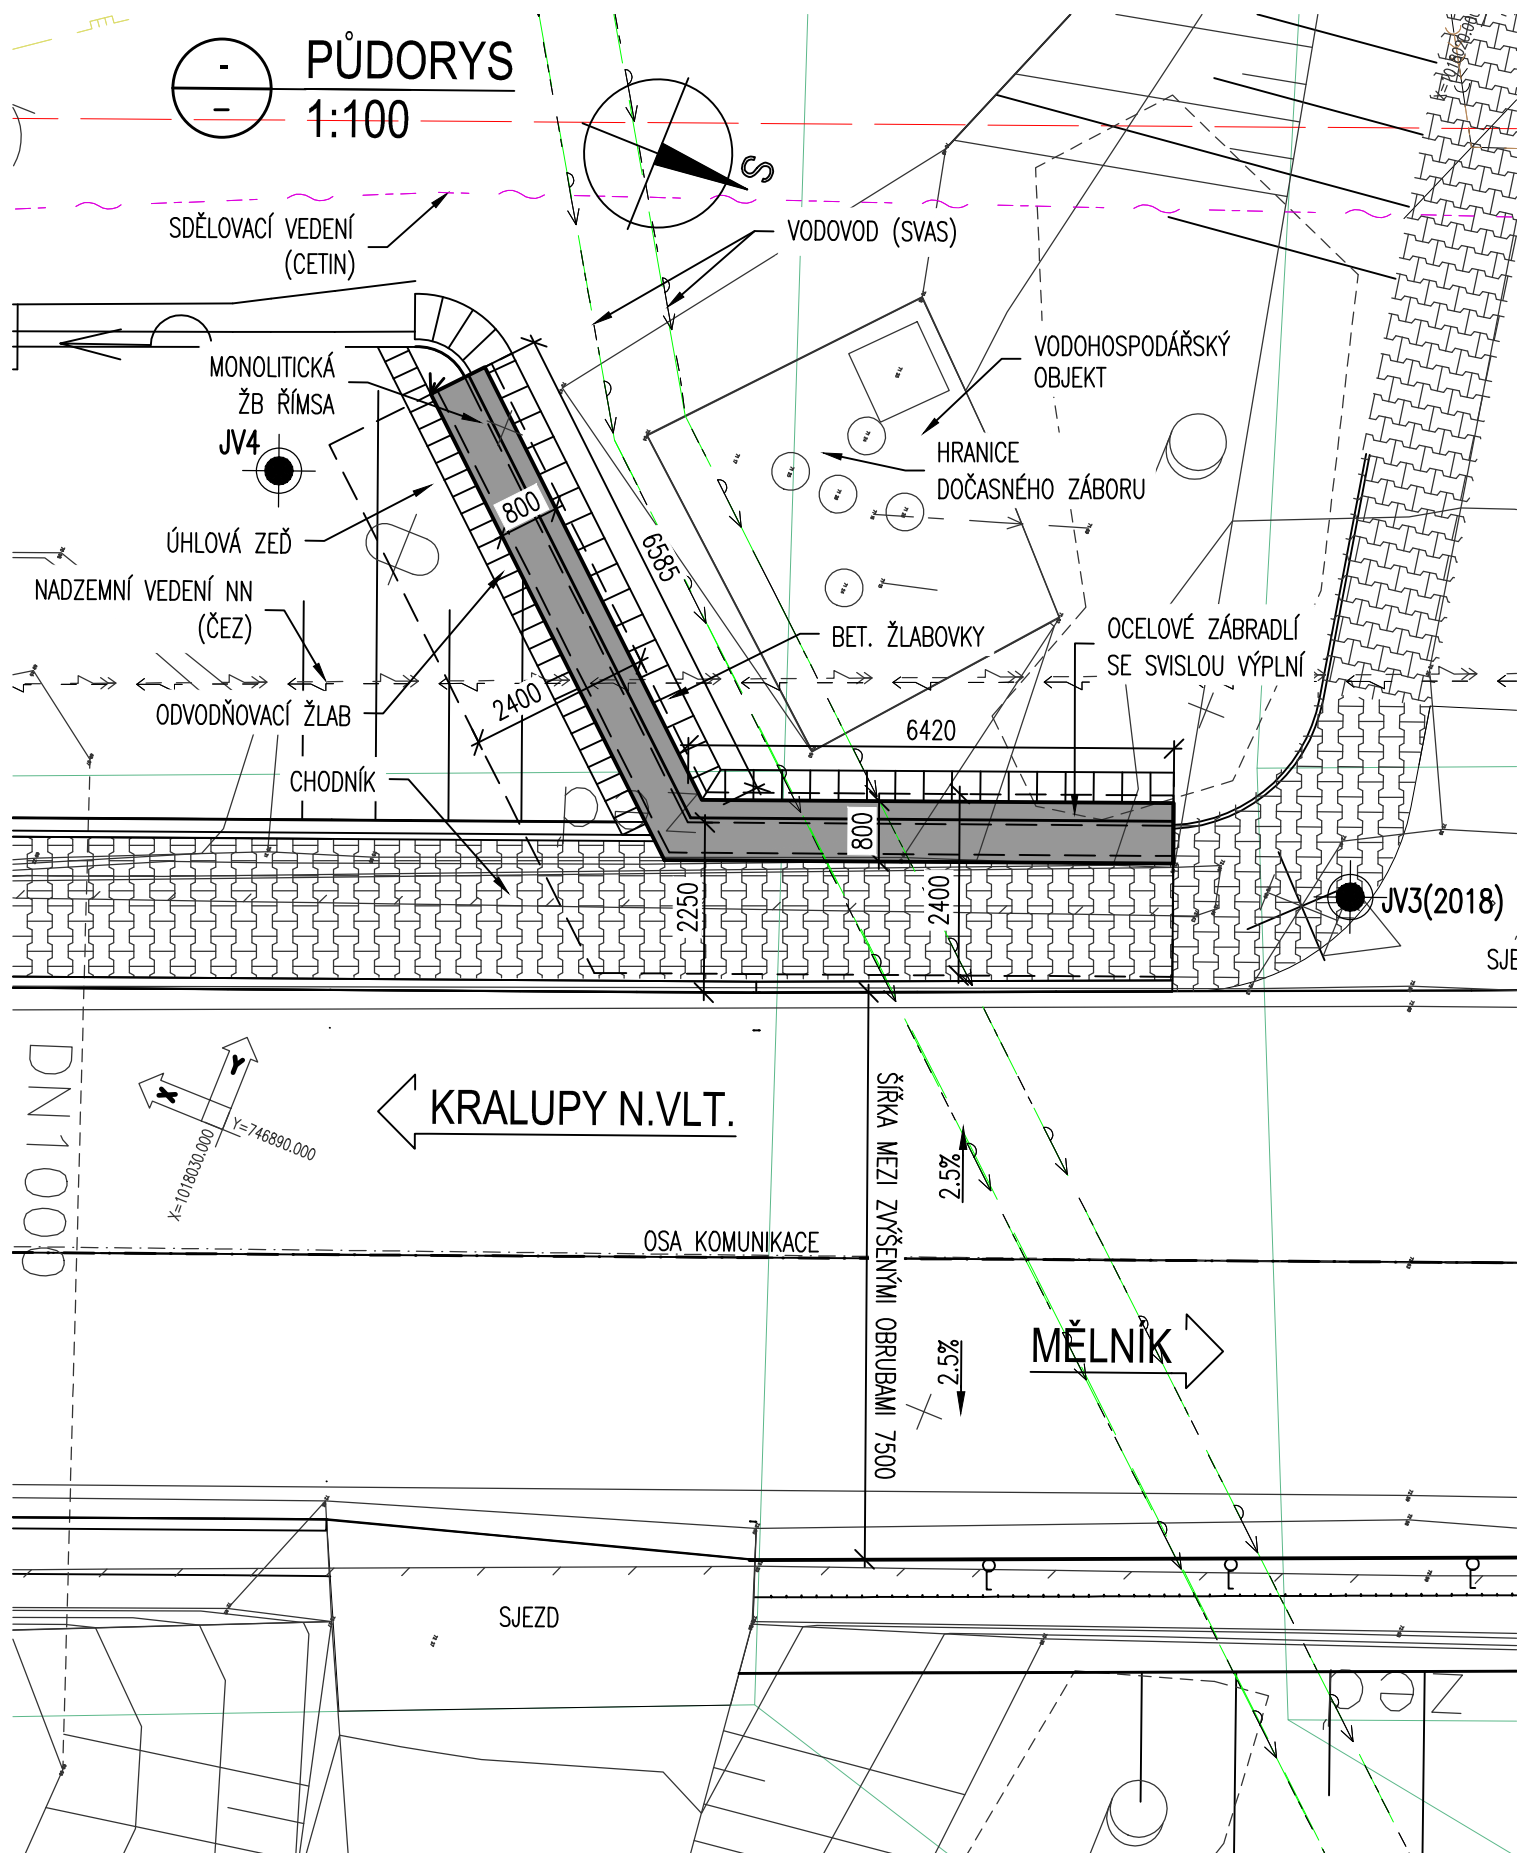 PŮDORYS
1:100
S
SDĚLOVACÍ VEDENÍ
(CETIN)
VODOVOD (SVAS)
MONOLITICKÁ
ŽB ŘÍMSA
VODOHOSPODÁŘSKÝ
OBJEKT
JV4
HRANICE
DOČASNÉHO ZÁBORU
800
6585
ÚHLOVÁ ZEĎ
NADZEMNÍ VEDENÍ NN
(ČEZ)
BET. ŽLABOVKY
OCELOVÉ ZÁBRADLÍ
SE SVISLOU VÝPLNÍ
2400
ODVODŇOVACÍ ŽLAB
6420
CHODNÍK
800
2250
2400
JV3(2018)
SJE
DN1000
Y
X
Y=746890.000
X=1018030.000
KRALUPY N.VLT.
ŠÍŘKA MEZI ZVÝŠENÝMI OBRUBAMI 7500
2.5%
OSA KOMUNIKACE
2.5%
MĚLNÍK
SJEZD